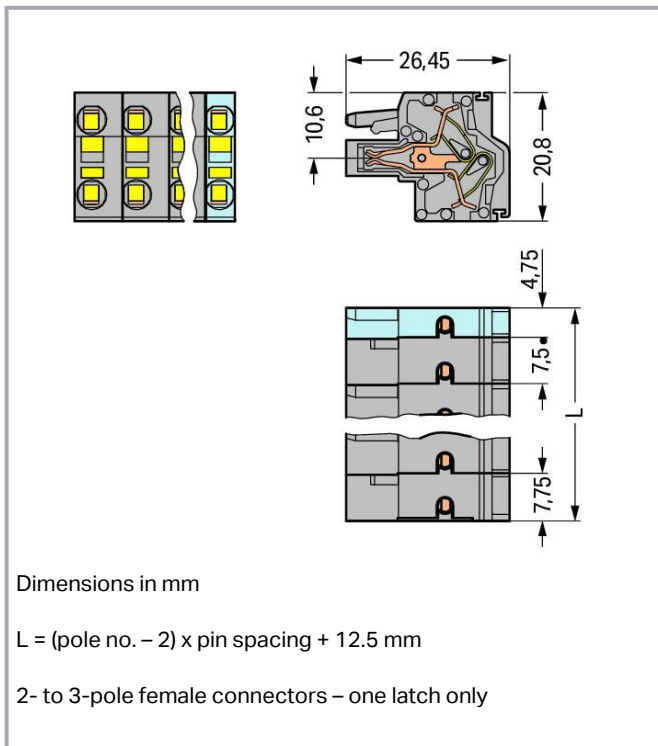 26,45
10,6
20,8
4,75
7,5
L
7,75
Dimensions in mm
L = (pole no. – 2) x pin spacing + 12.5 mm
2- to 3-pole female connectors – one latch only